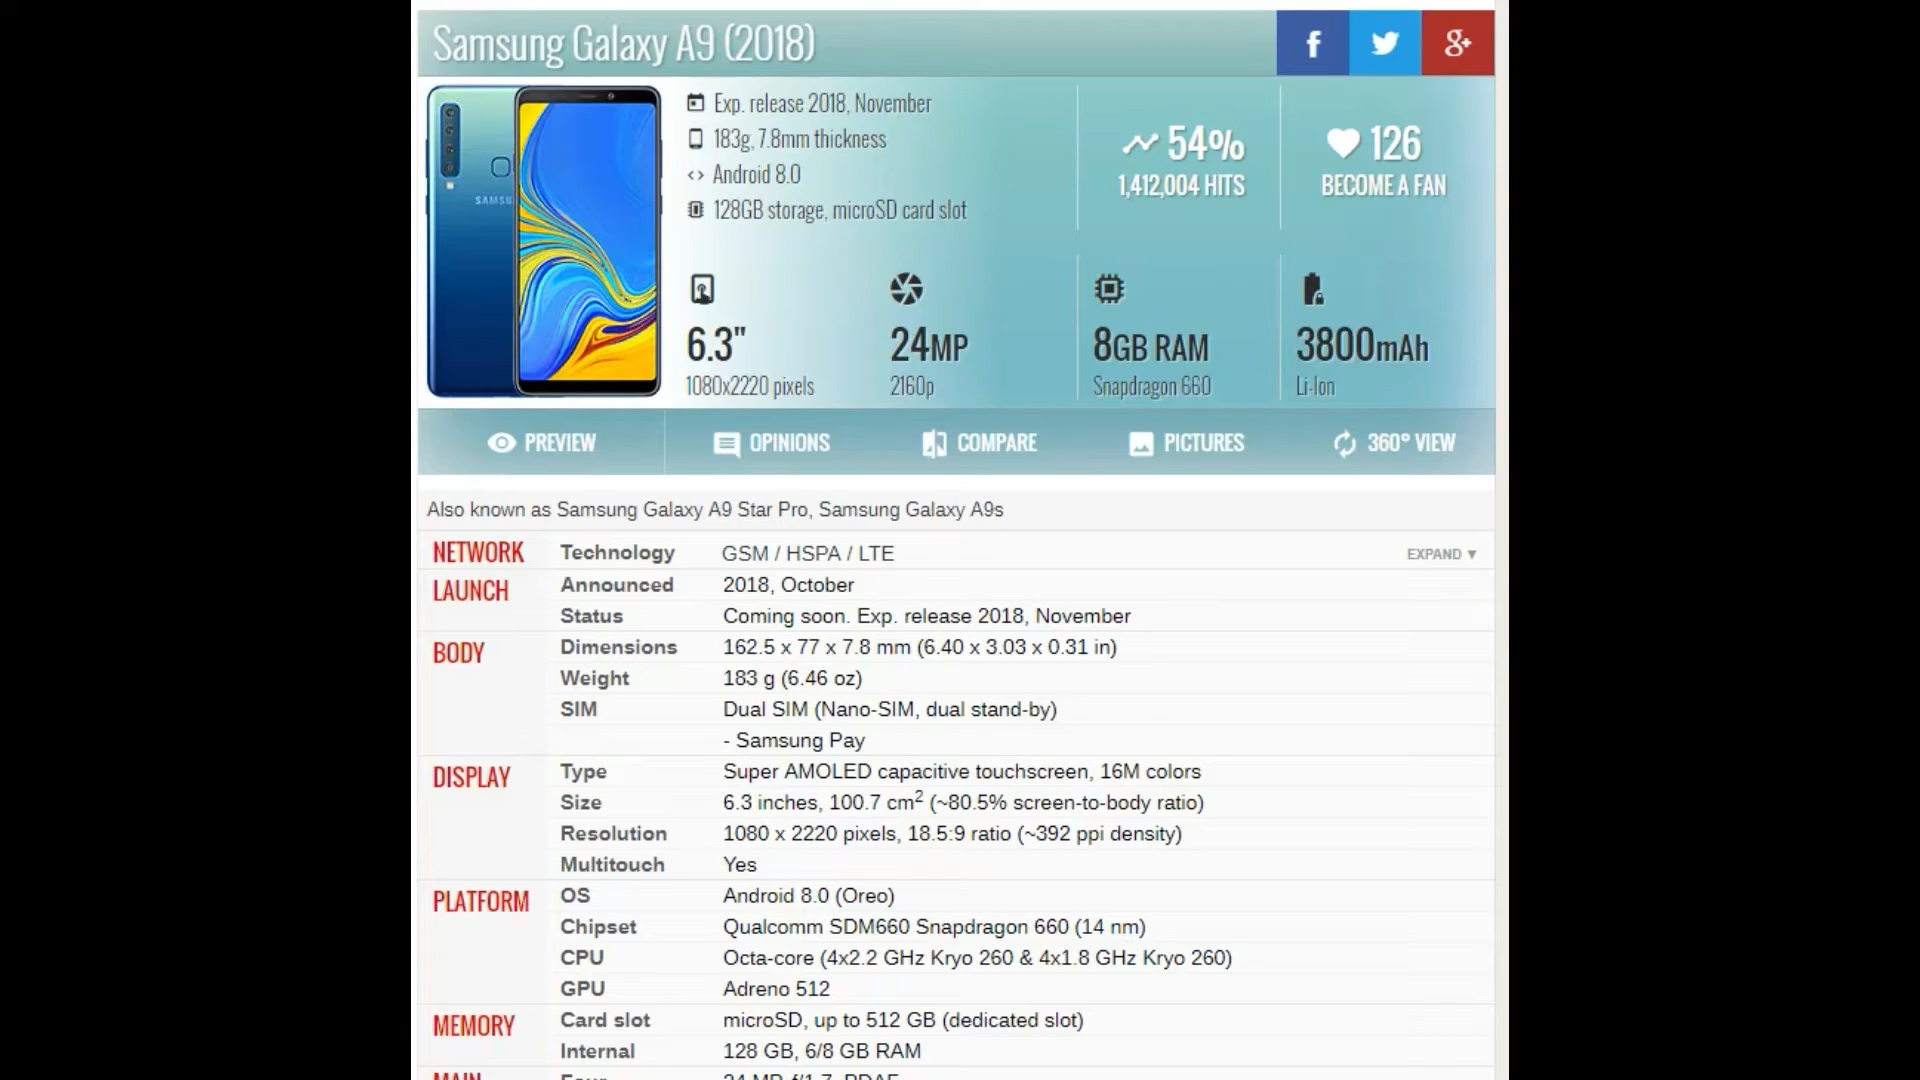 Samsung Galaxy A9 (2018)
f
8+
SAMSU
Exp. release 2018, November
183g, 7.8mm thickness
Android 8.0
128GB storage, microSD card slot
54%
1,412,004 HITS
126
BECOME A FAN
6.3"
1080x2220 pixels
24MP
2160p
8GB RAM
Snapdragon 660
3800mAh
Li-Ion
PREVIEW
OPINIONS
COMPARE
PICTURES
360° VIEW
Also known as Samsung Galaxy A9 Star Pro, Samsung Galaxy A9s
NETWORK Technology GSM / HSPA / LTE EXPAND ▼
LAUNCH Announced 2018, October
Status Coming soon. Exp. release 2018, November
BODY Dimensions 162.5 x 77 x 7.8 mm (6.40 x 3.03 x 0.31 in)
Weight 183 g (6.46 oz)
SIM Dual SIM (Nano-SIM, dual stand-by)
- Samsung Pay
DISPLAY Type Super AMOLED capacitive touchscreen, 16M colors
Size 6.3 inches, 100.7 cm2 (~80.5% screen-to-body ratio)
Resolution 1080 x 2220 pixels, 18.5:9 ratio (~392 ppi density)
Multitouch Yes
PLATFORM OS Android 8.0 (Oreo)
Chipset Qualcomm SDM660 Snapdragon 660 (14 nm)
CPU Octa-core (4x2.2 GHz Kryo 260 & 4x1.8 GHz Kryo 260)
GPU Adreno 512
MEMORY Card slot microSD, up to 512 GB (dedicated slot)
Internal 128 GB, 6/8 GB RAM
MAIN Four 24 MP, f/1.7, PDAF